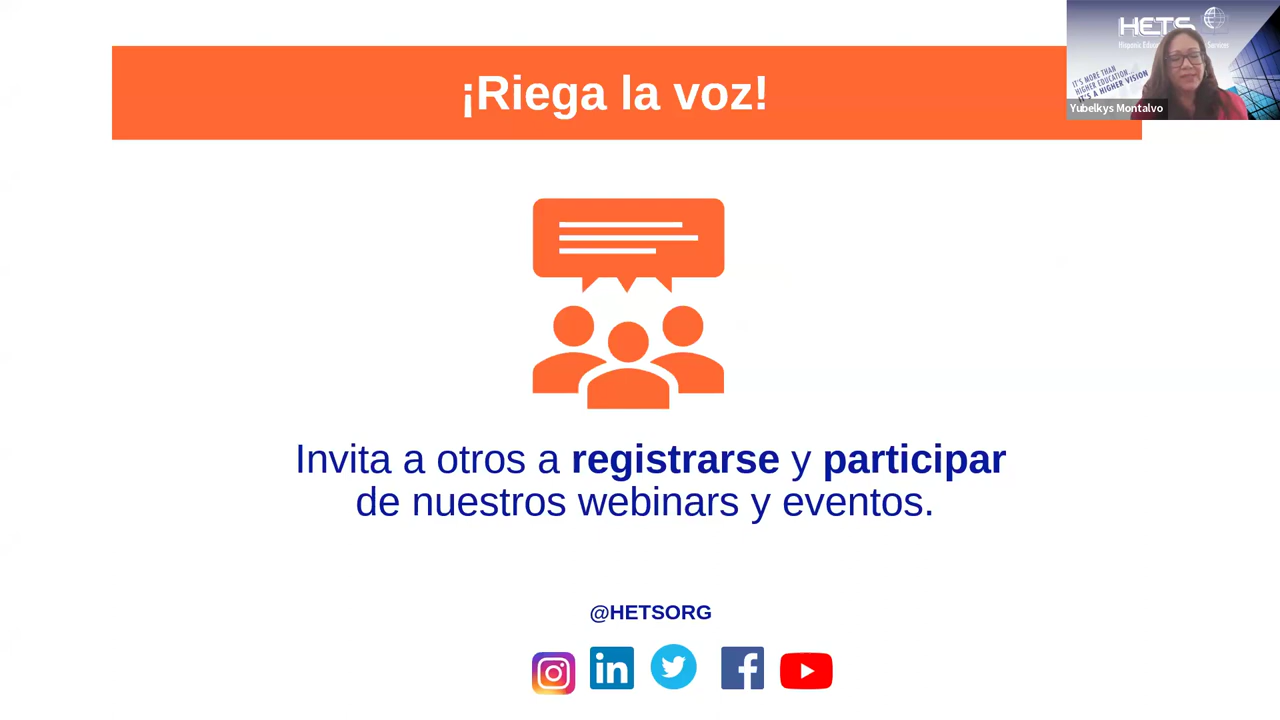 ¡Riega la voz!
HETS
IT'S MORE THAN
HIGHER EDUCATION...
IT'S A HIGHER VISION
Yubelkys Montalvo
Invita a otros a registrarse y participar
de nuestros webinars y eventos.
@HETSORG